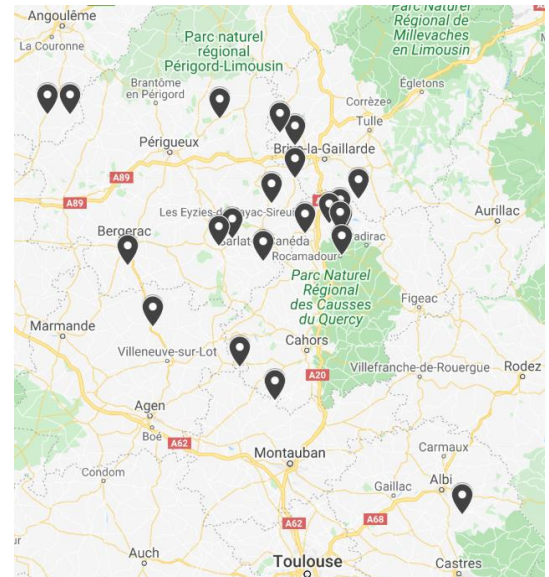 Angoulême
La Couronne
Parc naturel
régional
Périgord-Limousin
Parc naturel
Régional de
Millevaches
en Limousin
Égletons
Brantôme
en Périgord
Corrèze
Tulle
Périgueux
Brive-la-Gaillarde
A89
A89
Les Eyzies-de-Tayac-Sireuil
Aurillac
Bergerac
Sarlat-la-Canéda
Padirac
Rocamadour
Parc Naturel
Régional
des Causses
du Quercy
Figeac
Marmande
Villeneuve-sur-Lot
Cahors
A20
Villefranche-de-Rouergue
Rodez
Agen
Boé
A62
Carmaux
Montauban
Condom
Gaillac
Albi
A62
A68
Auch
Toulouse
Castres